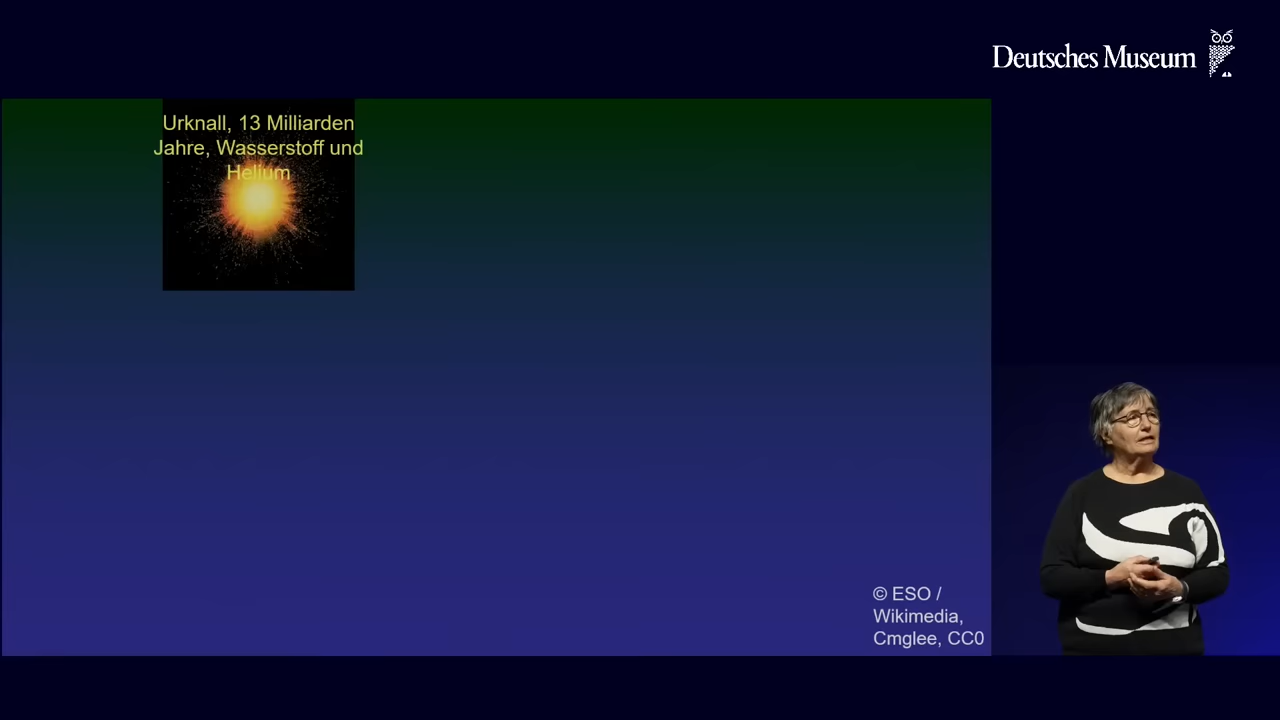 Deutsches Museum
Urknall, 13 Milliarden
Jahre, Wasserstoff und
Helium
© ESO /
Wikimedia,
Cmglee, CC0